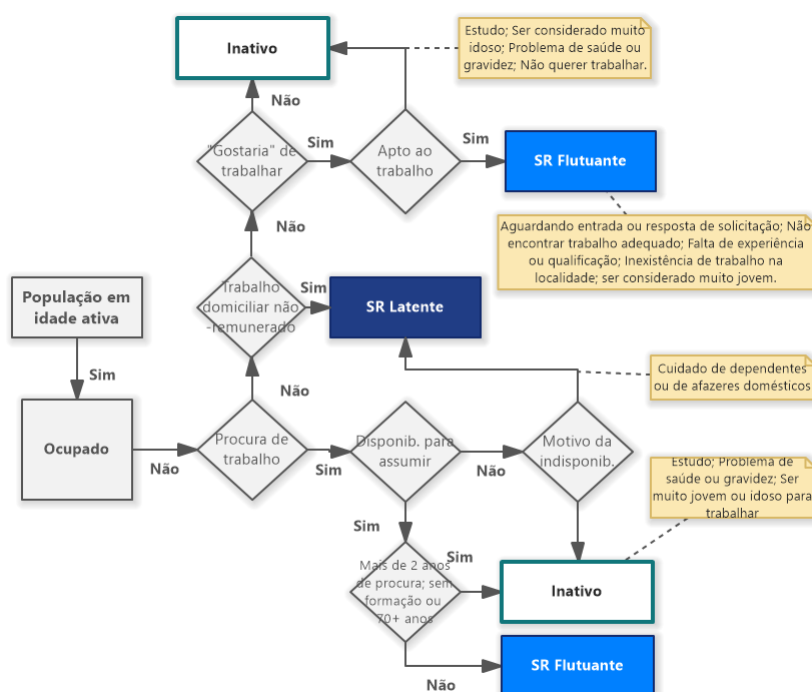 Estudo; Ser considerado muito
idoso; Problema de saúde ou
gravidez; Não querer trabalhar.
Inativo
Não
"Gostaria" de
trabalhar
Sim
Apto ao
trabalho
Sim
SR Flutuante
Aguardando entrada ou resposta de solicitação; Não
encontrar trabalho adequado; Falta de experiência
ou qualificação; Inexistência de trabalho na
localidade; ser considerado muito jovem.
Não
Trabalho
domiciliar não
-remunerado
Sim
SR Latente
População em
idade ativa
Sim
Cuidado de dependentes
ou de afazeres domésticos
Não
Ocupado
Não
Procura de
trabalho
Sim
Disponib. para
assumir
Não
Motivo da
indisponib.
Estudo; Problema de
saúde ou gravidez; Ser
muito jovem ou idoso para
trabalhar
Sim
Mais de 2 anos
de procura; sem
formação ou
70+ anos
Sim
Inativo
Não
SR Flutuante